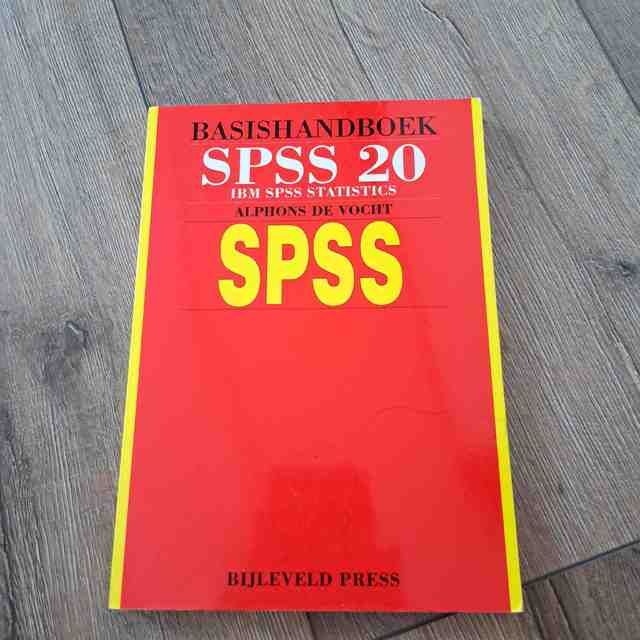 BASISHANDBOEK
SPSS 20
IBM SPSS STATISTICS
ALPHONS DE VOCHT
SPSS
BIJLEVELD PRESS